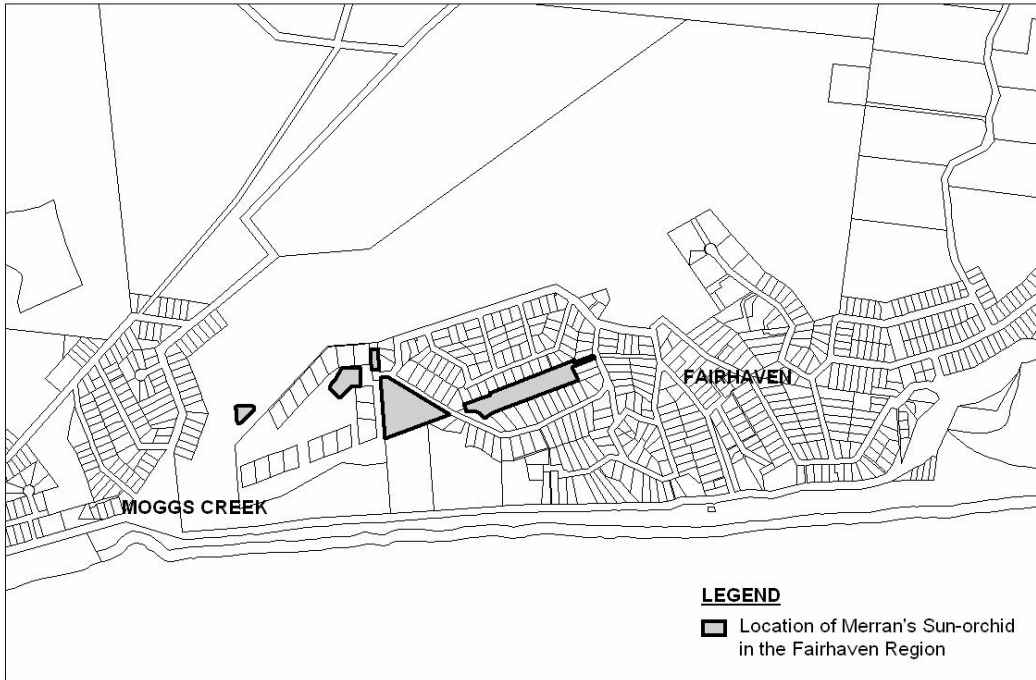 FAIRHAVEN
MOGGS CREEK
LEGEND
Location of Merran's Sun-orchid
in the Fairhaven Region